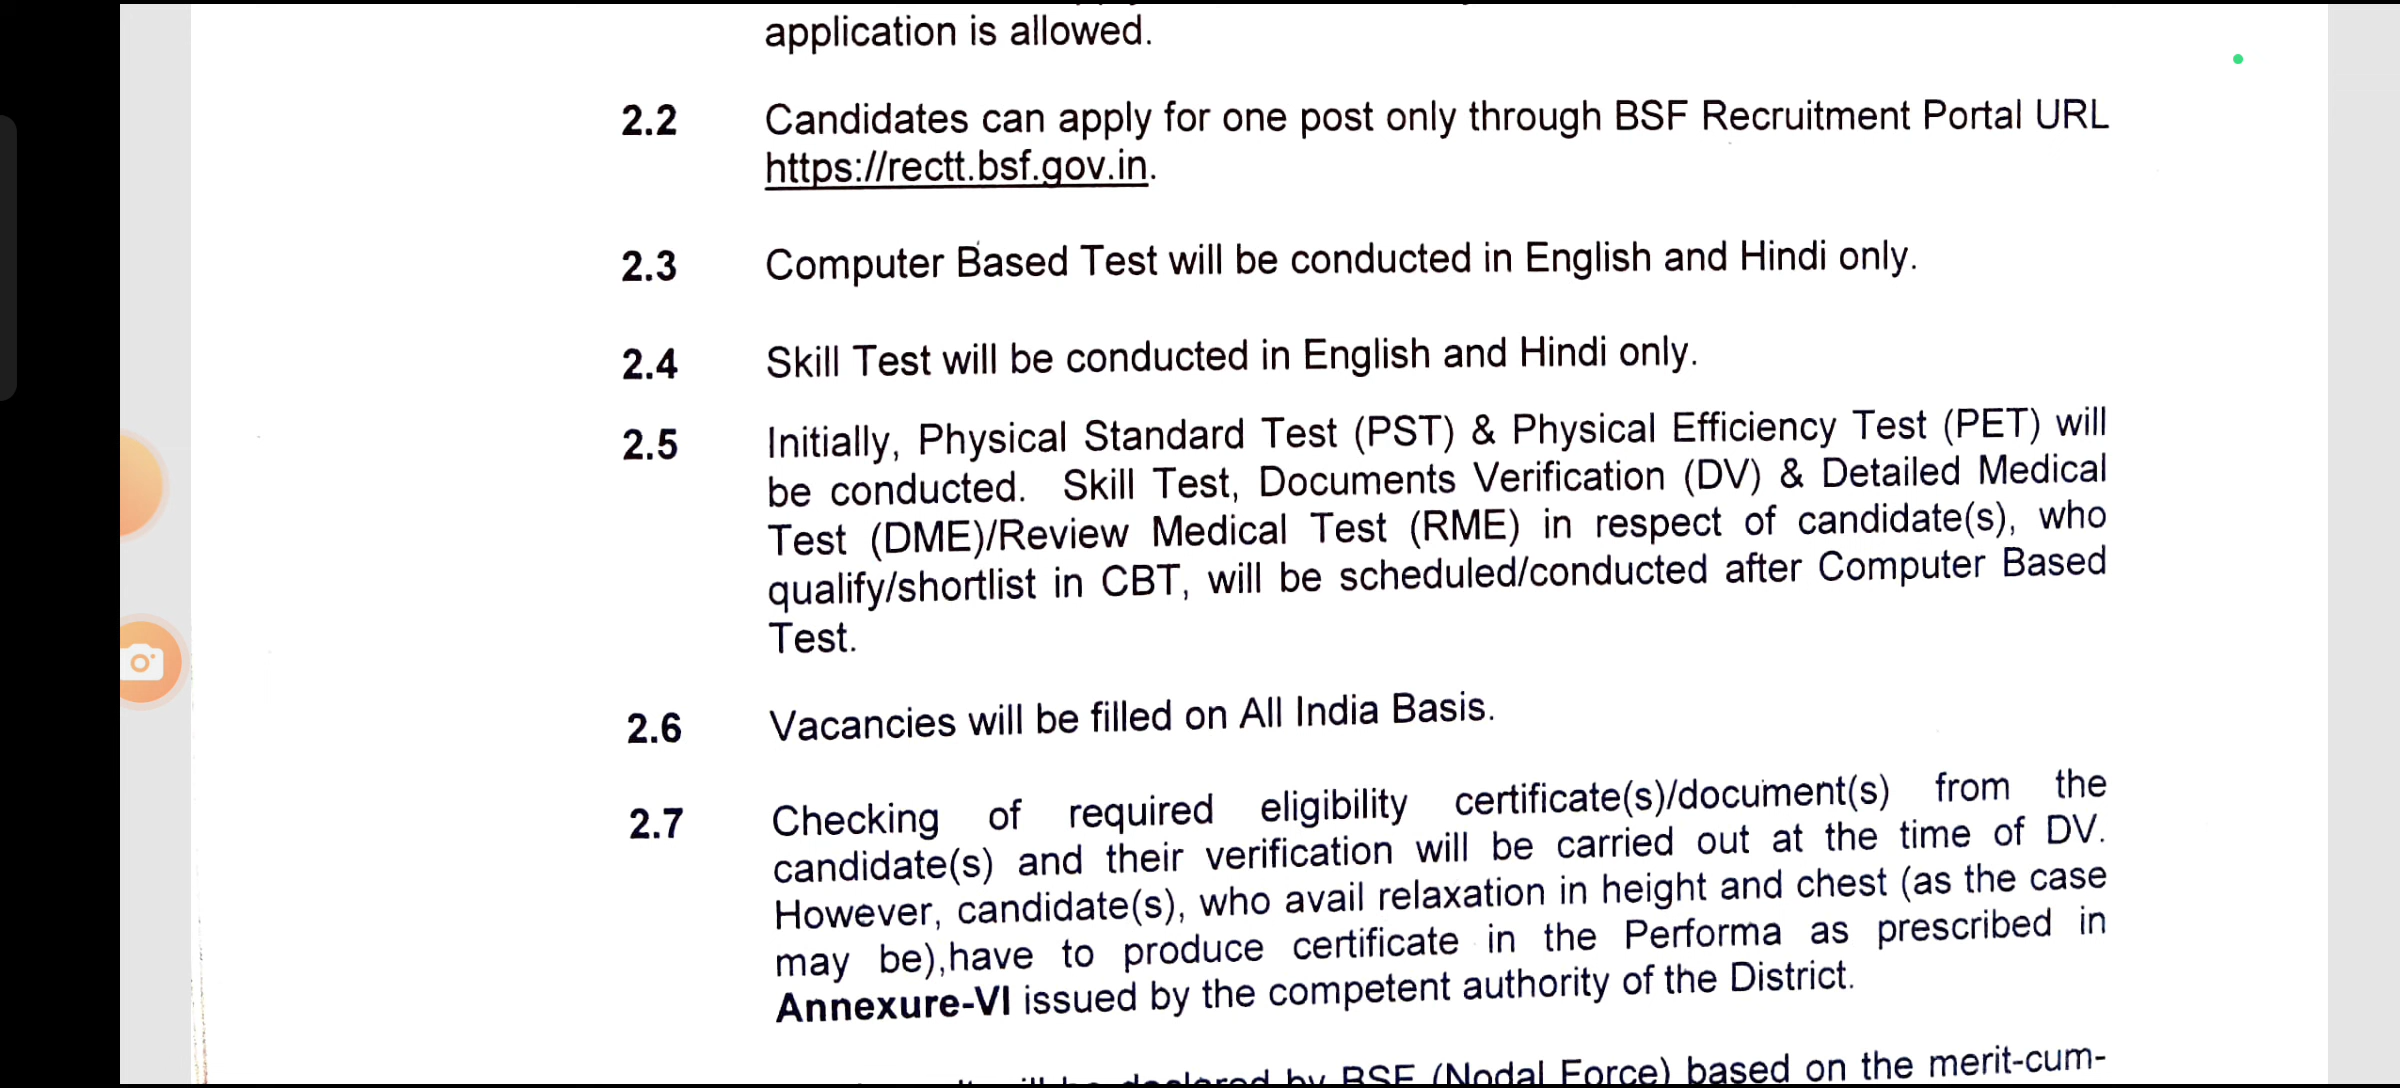 application is allowed.
2.2 Candidates can apply for one post only through BSF Recruitment Portal URL
https://rectt.bsf.gov.in.
2.3 Computer Based Test will be conducted in English and Hindi only.
2.4 Skill Test will be conducted in English and Hindi only.
2.5 Initially, Physical Standard Test (PST) & Physical Efficiency Test (PET) will
be conducted. Skill Test, Documents Verification (DV) & Detailed Medical
Test (DME)/Review Medical Test (RME) in respect of candidate(s), who
qualify/shortlist in CBT, will be scheduled/conducted after Computer Based
Test.
2.6 Vacancies will be filled on All India Basis.
2.7 Checking of required eligibility certificate(s)/document(s) from the
candidate(s) and their verification will be carried out at the time of DV.
However, candidate(s), who avail relaxation in height and chest (as the case
may be),have to produce certificate in the Performa as prescribed in
Annexure-VI issued by the competent authority of the District.
declared by BSF (Nodal Force) based on the merit-cum-